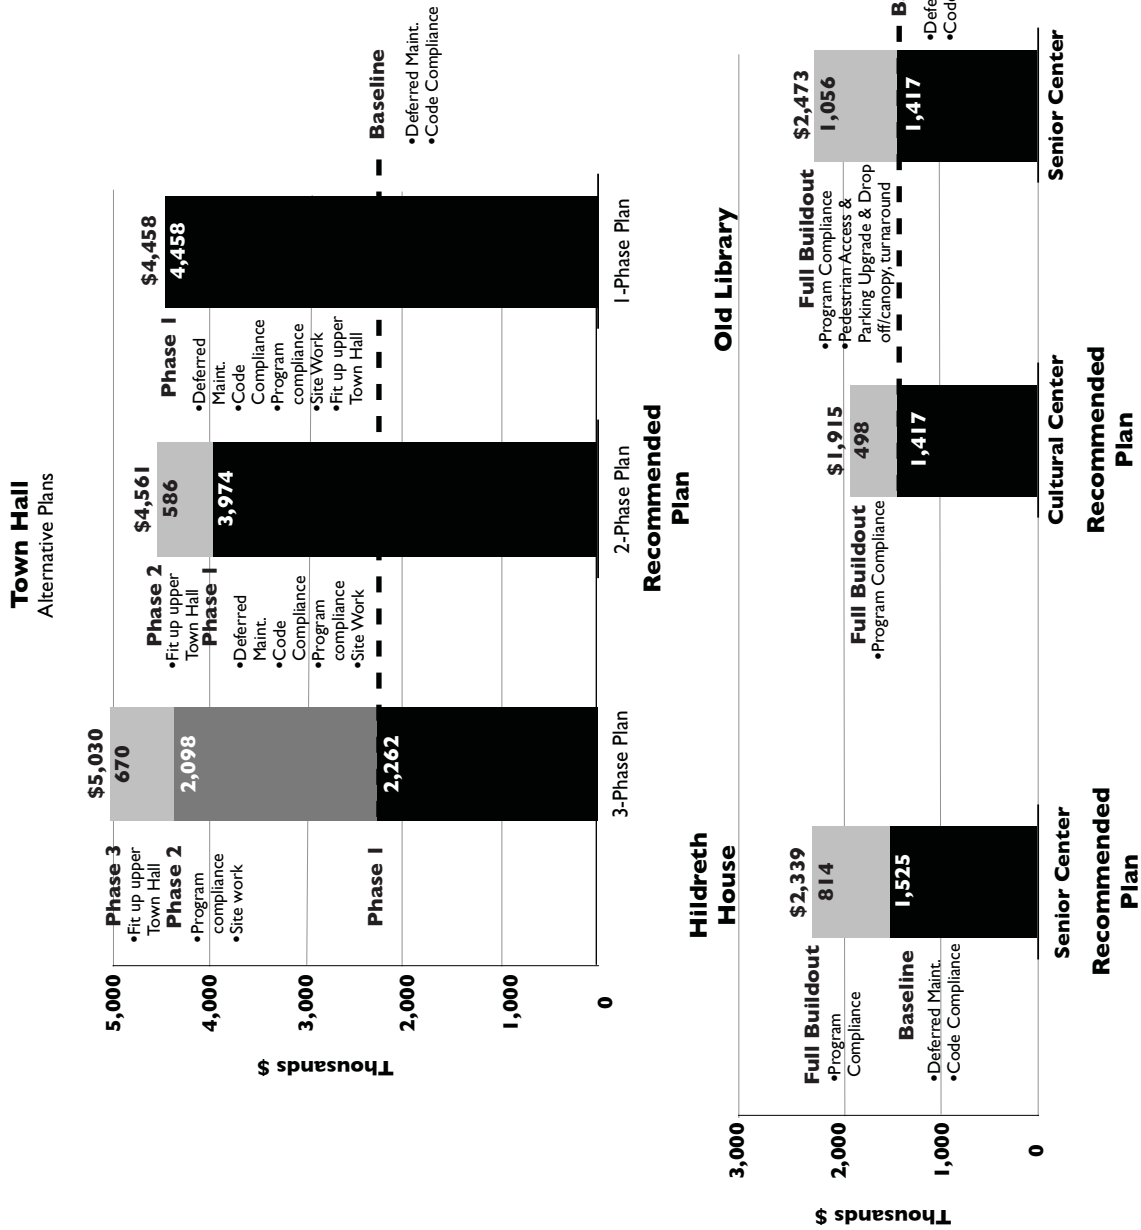 Town Hall
Alternative Plans
Thousands $
5,000
4,000
3,000
2,000
1,000
0
Phase 3
•Fit up upper
Town Hall
Phase 2
•Program
compliance
•Site work
Phase 1
$5,030
670
2,098
2,262
3-Phase Plan
Phase 2
•Fit up upper
Town Hall
Phase 1
•Deferred
Maint.
•Code
Compliance
•Program
compliance
•Site Work
$4,561
586
3,974
2-Phase Plan
Recommended
Plan
Phase 1
•Deferred
Maint.
•Code
Compliance
•Program
compliance
•Site Work
•Fit up upper
Town Hall
$4,458
4,458
1-Phase Plan
Baseline
•Deferred Maint.
•Code Compliance
Hildreth
House
Thousands $
3,000
2,000
1,000
0
Full Buildout
•Program
Compliance
Baseline
•Deferred Maint.
•Code Compliance
$2,339
814
1,525
Senior Center
Recommended
Plan
Old Library
Full Buildout
•Program Compliance
$1,915
498
1,417
Cultural Center
Recommended
Plan
Full Buildout
•Program Compliance
•Pedestrian Access &
Parking Upgrade & Drop
off/canopy, turnaround
$2,473
1,056
1,417
Senior Center
B
•Defe
•Cod